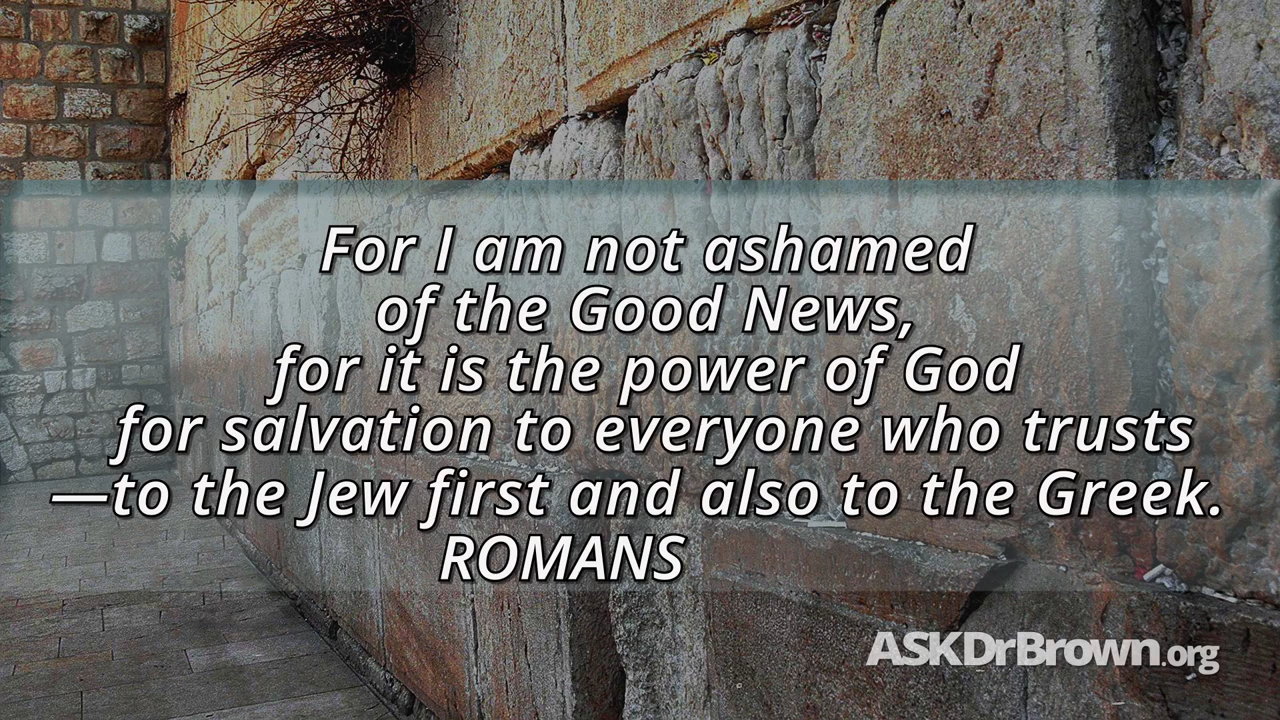 For I am not ashamed
of the Good News,
for it is the power of God
for salvation to everyone who trusts
—to the Jew first and also to the Greek.
ROMANS
ASKDrBrown.org